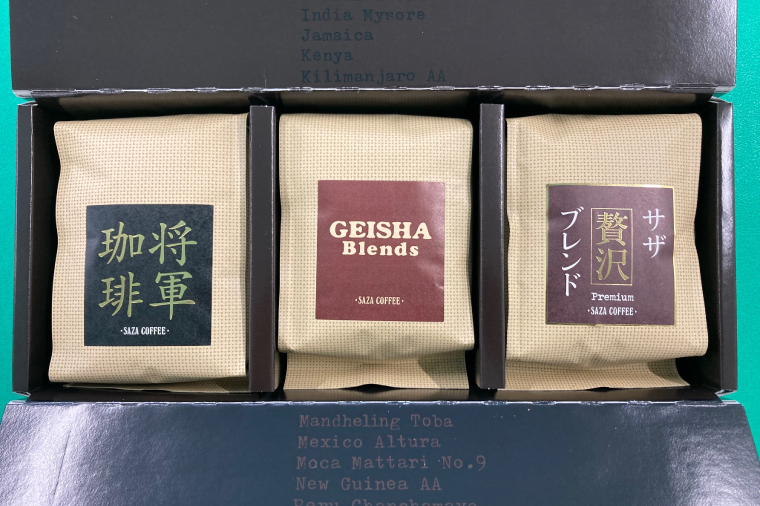 India Mysore
Jamaica
Kenya
Kilimanjaro AA
将軍
珈琲
·SAZA COFFEE·
GEISHA
Blends
·SAZA COFFEE·
サザ
贅沢
ブレンド
Premium
·SAZA COFFEE·
Mandheling Toba
Mexico Altura
Moca Mattari No.9
New Guinea AA
Peru Chanchamayo